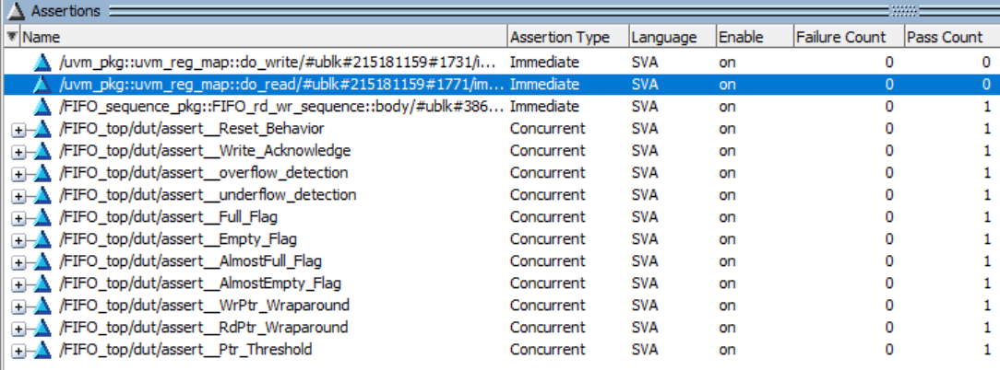 Assertions
Name Assertion Type Language Enable Failure Count Pass Count
/uvm_pkg::uvm_reg_map::do_write/#ublk#215181159#1731/i... Immediate SVA on 0 0
/uvm_pkg::uvm_reg_map::do_read/#ublk#215181159#1771/im... Immediate SVA on 0 0
/FIFO_sequence_pkg::FIFO_rd_wr_sequence::body/#ublk#386... Immediate SVA on 0 1
/FIFO_top/dut/assert__Reset_Behavior Concurrent SVA on 0 1
/FIFO_top/dut/assert__Write_Acknowledge Concurrent SVA on 0 1
/FIFO_top/dut/assert__overflow_detection Concurrent SVA on 0 1
/FIFO_top/dut/assert__underflow_detection Concurrent SVA on 0 1
/FIFO_top/dut/assert__Full_Flag Concurrent SVA on 0 1
/FIFO_top/dut/assert__Empty_Flag Concurrent SVA on 0 1
/FIFO_top/dut/assert__AlmostFull_Flag Concurrent SVA on 0 1
/FIFO_top/dut/assert__AlmostEmpty_Flag Concurrent SVA on 0 1
/FIFO_top/dut/assert__WrPtr_Wraparound Concurrent SVA on 0 1
/FIFO_top/dut/assert__RdPtr_Wraparound Concurrent SVA on 0 1
/FIFO_top/dut/assert__Ptr_Threshold Concurrent SVA on 0 1